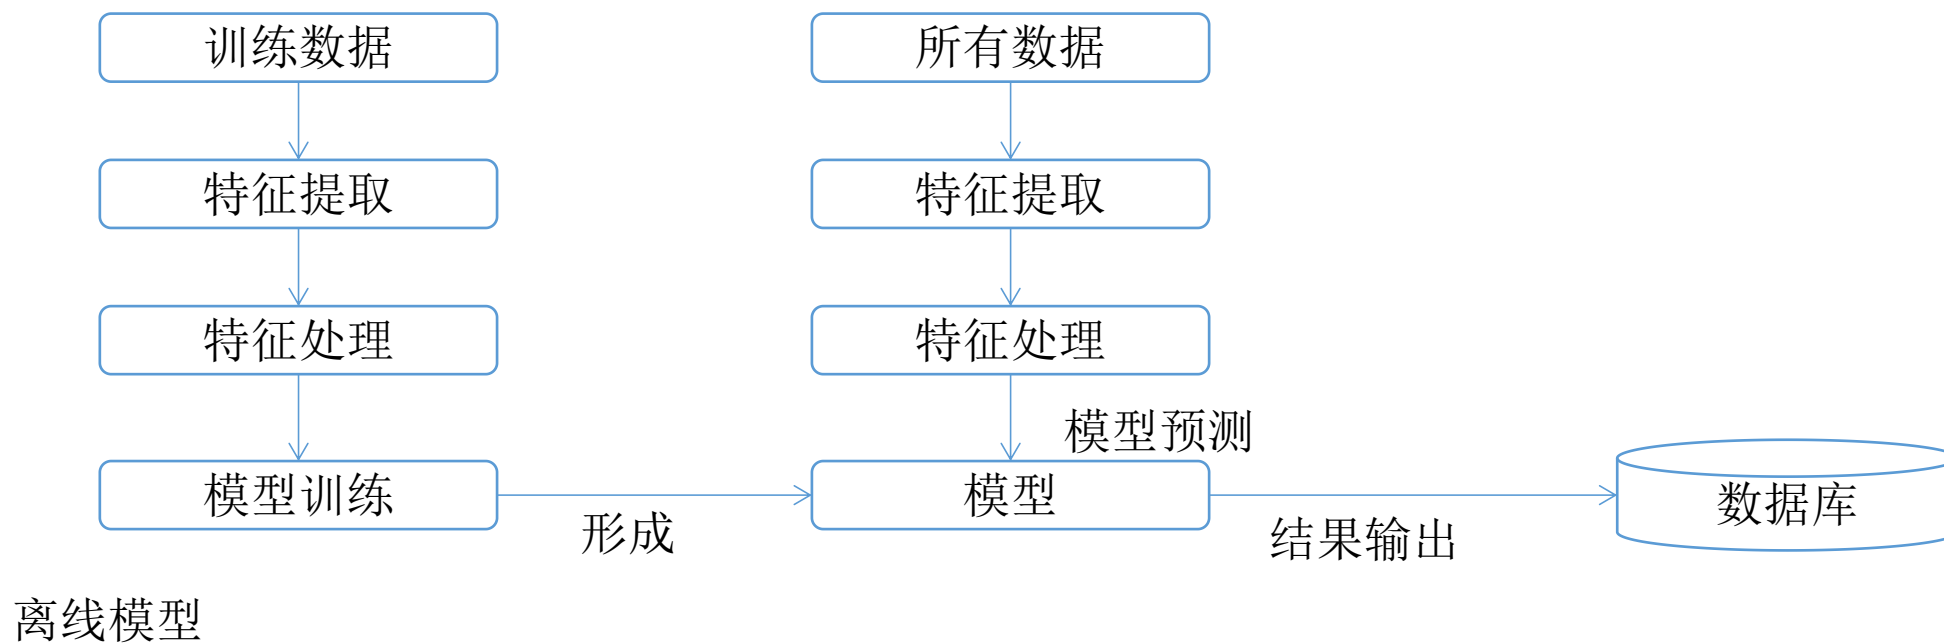 训练数据
所有数据
特征提取
特征提取
特征处理
特征处理
模型预测
模型训练
模型
数据库
形成
结果输出
离线模型